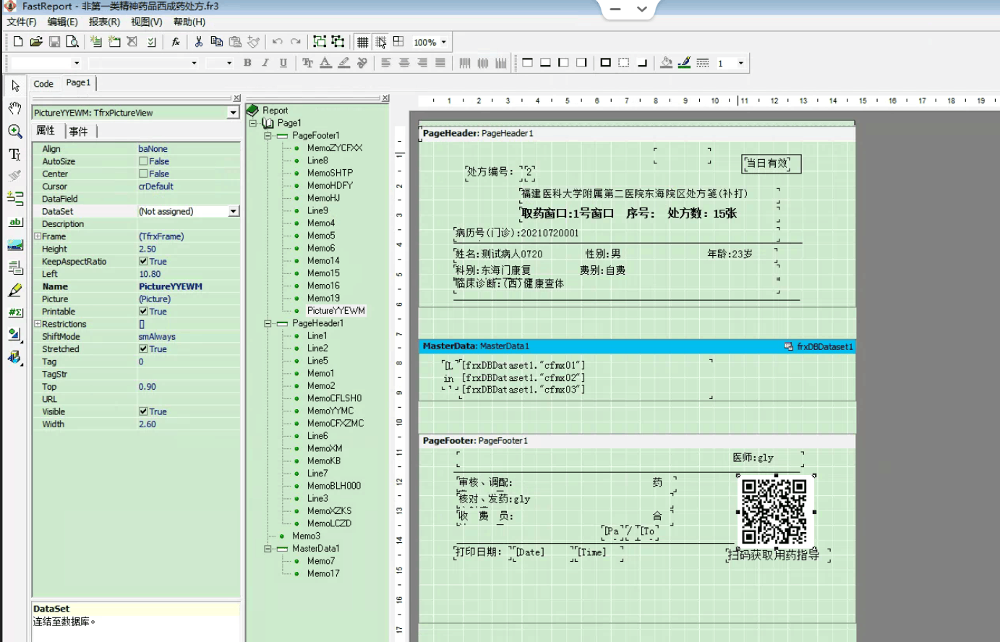 FastReport - 非第一类精神药品西成药处方.fr3
文件(F) 编辑(E) 报表(R) 视图(V) 帮助(H)
100%
B I U 1
Code Page1
PictureYYEWM: TfrxPictureView
属性 事件
Align baNone
AutoSize False
Center False
Cursor crDefault
DataField
DataSet (Not assigned)
Description
Frame (TfrxFrame)
Height 2.50
KeepAspectRatio True
Left 10.80
Name PictureYYEWM
Picture (Picture)
Printable True
Restrictions []
ShiftMode smAlways
Stretched True
Tag 0
TagStr
Top 0.90
URL
Visible True
Width 2.60
DataSet
连结至数据库。
Report
Page1
PageFooter1
MemoZYCFXX
Line8
MemoSHTP
MemoHDFY
MemoHJ
Line9
Memo4
Memo5
Memo6
Memo14
Memo15
Memo16
Memo19
PictureYYEWM
PageHeader1
Line1
Line2
Line5
Memo1
Memo2
MemoCFLSH0
MemoYYMC
MemoCFXZMC
Line6
MemoXM
MemoKB
Line7
MemoBLH000
Line3
MemoXZKS
MemoLCZD
Memo3
MasterData1
Memo7
Memo17
1 2 3 4 5 6 7 8 9 10 11 12 13 14 15 16 17 18 19
1
2
3
4
5
6
7
8
9
10
11
12
13
14
15
16
17
PageHeader: PageHeader1
当日有效
处方编号: 2
福建医科大学附属第二医院东海院区处方笺(补打)
取药窗口:1号窗口 序号: 处方数: 15张
病历号(门诊):20210720001
姓名:测试病人0720 性别:男 年龄:23岁
科别:东海门康复 费别:自费
临床诊断:(西)健康查体
MasterData: MasterData1 frxDBDataset1
[L [frxDBDataset1."cfmx01"]
in [frxDBDataset1."cfmx02"]
[frxDBDataset1."cfmx03"]
PageFooter: PageFooter1
医师:gly
审核、调配: 药
核对、发药:gly
收 费 员: 合
[Pa / [To
打印日期: [Date] [Time]
扫码获取用药指导